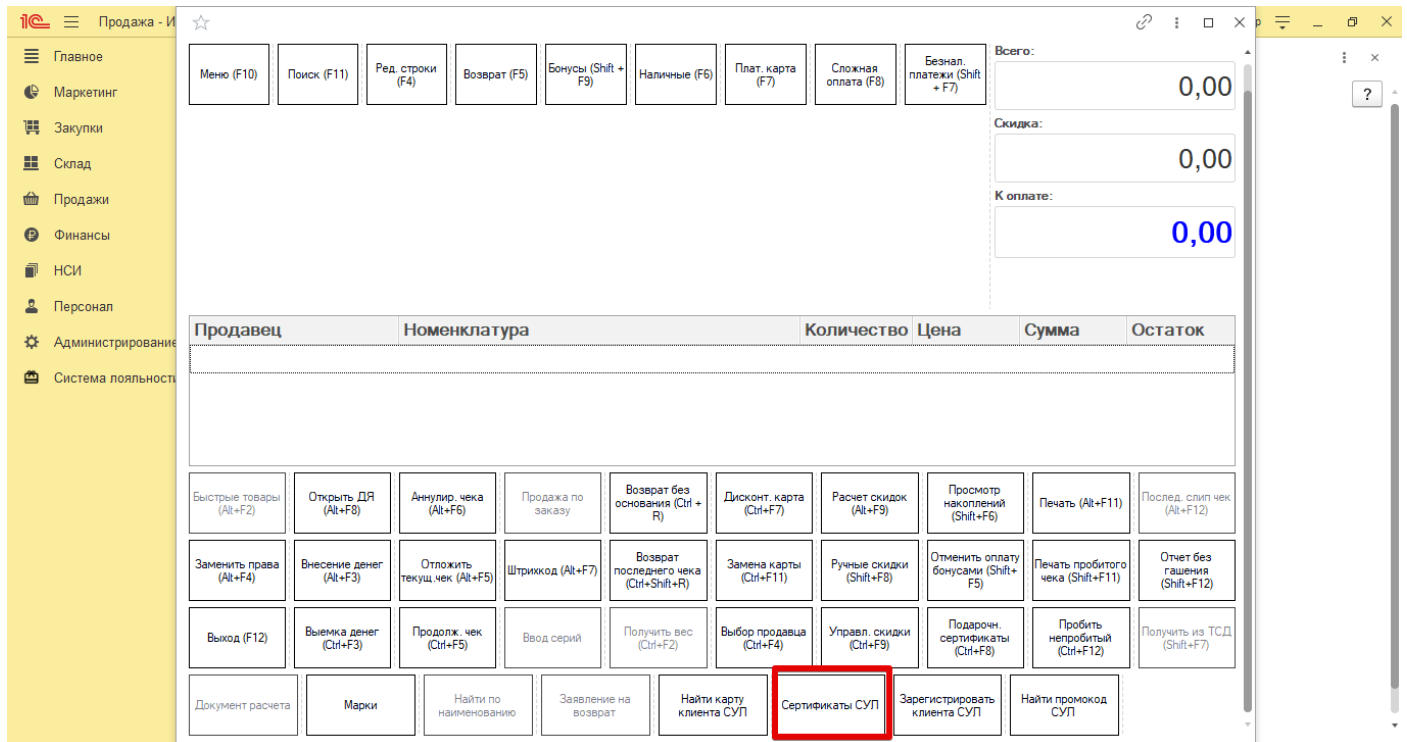 1С Продажа - И
Главное
Маркетинг
Закупки
Склад
Продажи
Финансы
НСИ
Персонал
Администрирование
Система лояльности
Меню (F10)
Поиск (F11)
Ред. строки
(F4)
Возврат (F5)
Бонусы (Shift +
F9)
Наличные (F6)
Плат. карта
(F7)
Сложная
оплата (F8)
Безнал.
платежи (Shift
+ F7)
Всего:
0,00
Скидка:
0,00
К оплате:
0,00
?
Продавец Номенклатура Количество Цена Сумма Остаток
Быстрые товары
(Alt+F2)
Открыть ДЯ
(Alt+F8)
Аннулир. чека
(Alt+F6)
Продажа по
заказу
Возврат без
основания (Ctrl +
R)
Дисконт. карта
(Ctrl+F7)
Расчет скидок
(Alt+F9)
Просмотр
накоплений
(Shift+F6)
Печать (Alt+F11)
Послед. слип чек
(Alt+F12)
Заменить права
(Alt+F4)
Внесение денег
(Alt+F3)
Отложить
текущ.чек (Alt+F5)
Штрихкод (Alt+F7)
Возврат
последнего чека
(Ctrl+Shift+R)
Замена карты
(Ctrl+F11)
Ручные скидки
(Shift+F8)
Отменить оплату
бонусами (Shift+
F5)
Печать пробитого
чека (Shift+F11)
Отчет без
гашения
(Shift+F12)
Выход (F12)
Выемка денег
(Ctrl+F3)
Продолж. чек
(Ctrl+F5)
Ввод серий
Получить вес
(Ctrl+F2)
Выбор продавца
(Ctrl+F4)
Управл. скидки
(Ctrl+F9)
Подарочн.
сертификаты
(Ctrl+F8)
Пробить
непробитый
(Ctrl+F12)
Получить из ТСД
(Shift+F7)
Документ расчета
Марки
Найти по
наименованию
Заявление на
возврат
Найти карту
клиента СУП
Сертификаты СУП
Зарегистрировать
клиента СУП
Найти промокод
СУП